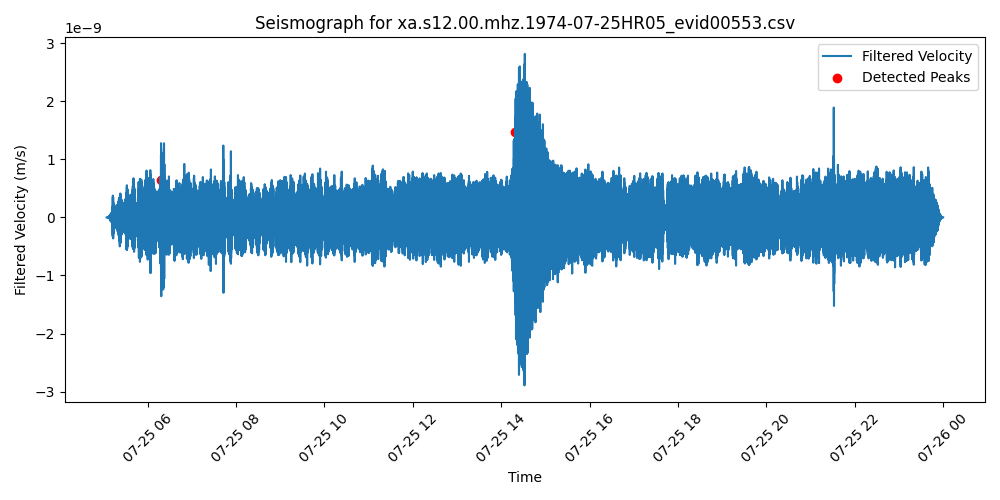 Seismograph for xa.s12.00.mhz.1974-07-25HR05_evid00553.csv
1e−9
Filtered Velocity
Detected Peaks
3
2
1
0
−1
−2
−3
Filtered Velocity (m/s)
07-25 06
07-25 08
07-25 10
07-25 12
07-25 14
07-25 16
07-25 18
07-25 20
07-25 22
07-26 00
Time